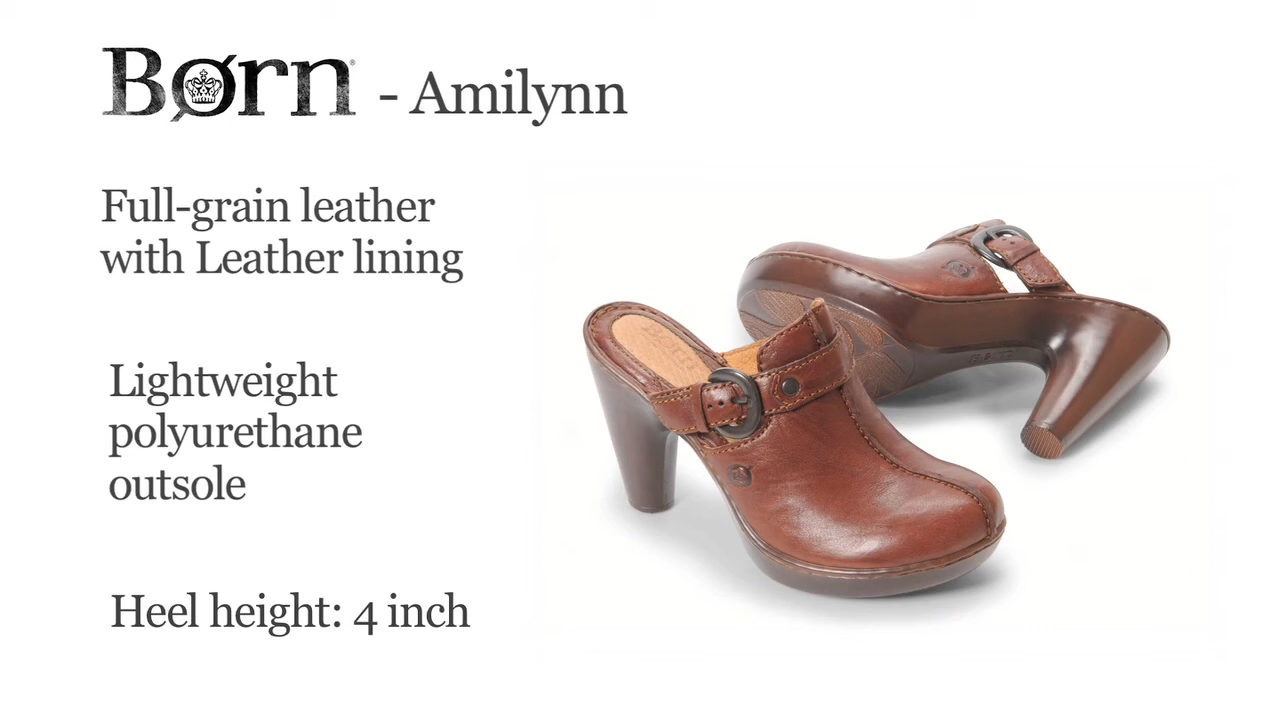 Børn® - Amilynn
Full-grain leather
with Leather lining
Lightweight
polyurethane
outsole
Heel height: 4 inch